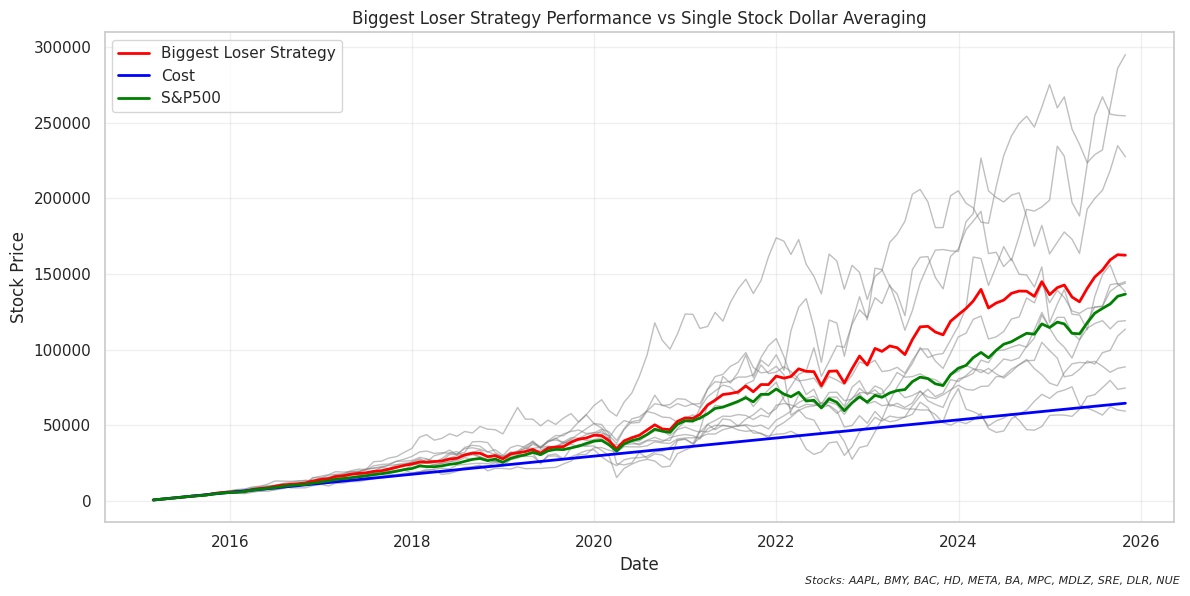 Biggest Loser Strategy Performance vs Single Stock Dollar Averaging
Biggest Loser Strategy
Cost
S&P500
300000
250000
200000
150000
100000
50000
0
Stock Price
2016
2018
2020
2022
2024
2026
Date
Stocks: AAPL, BMY, BAC, HD, META, BA, MPC, MDLZ, SRE, DLR, NUE